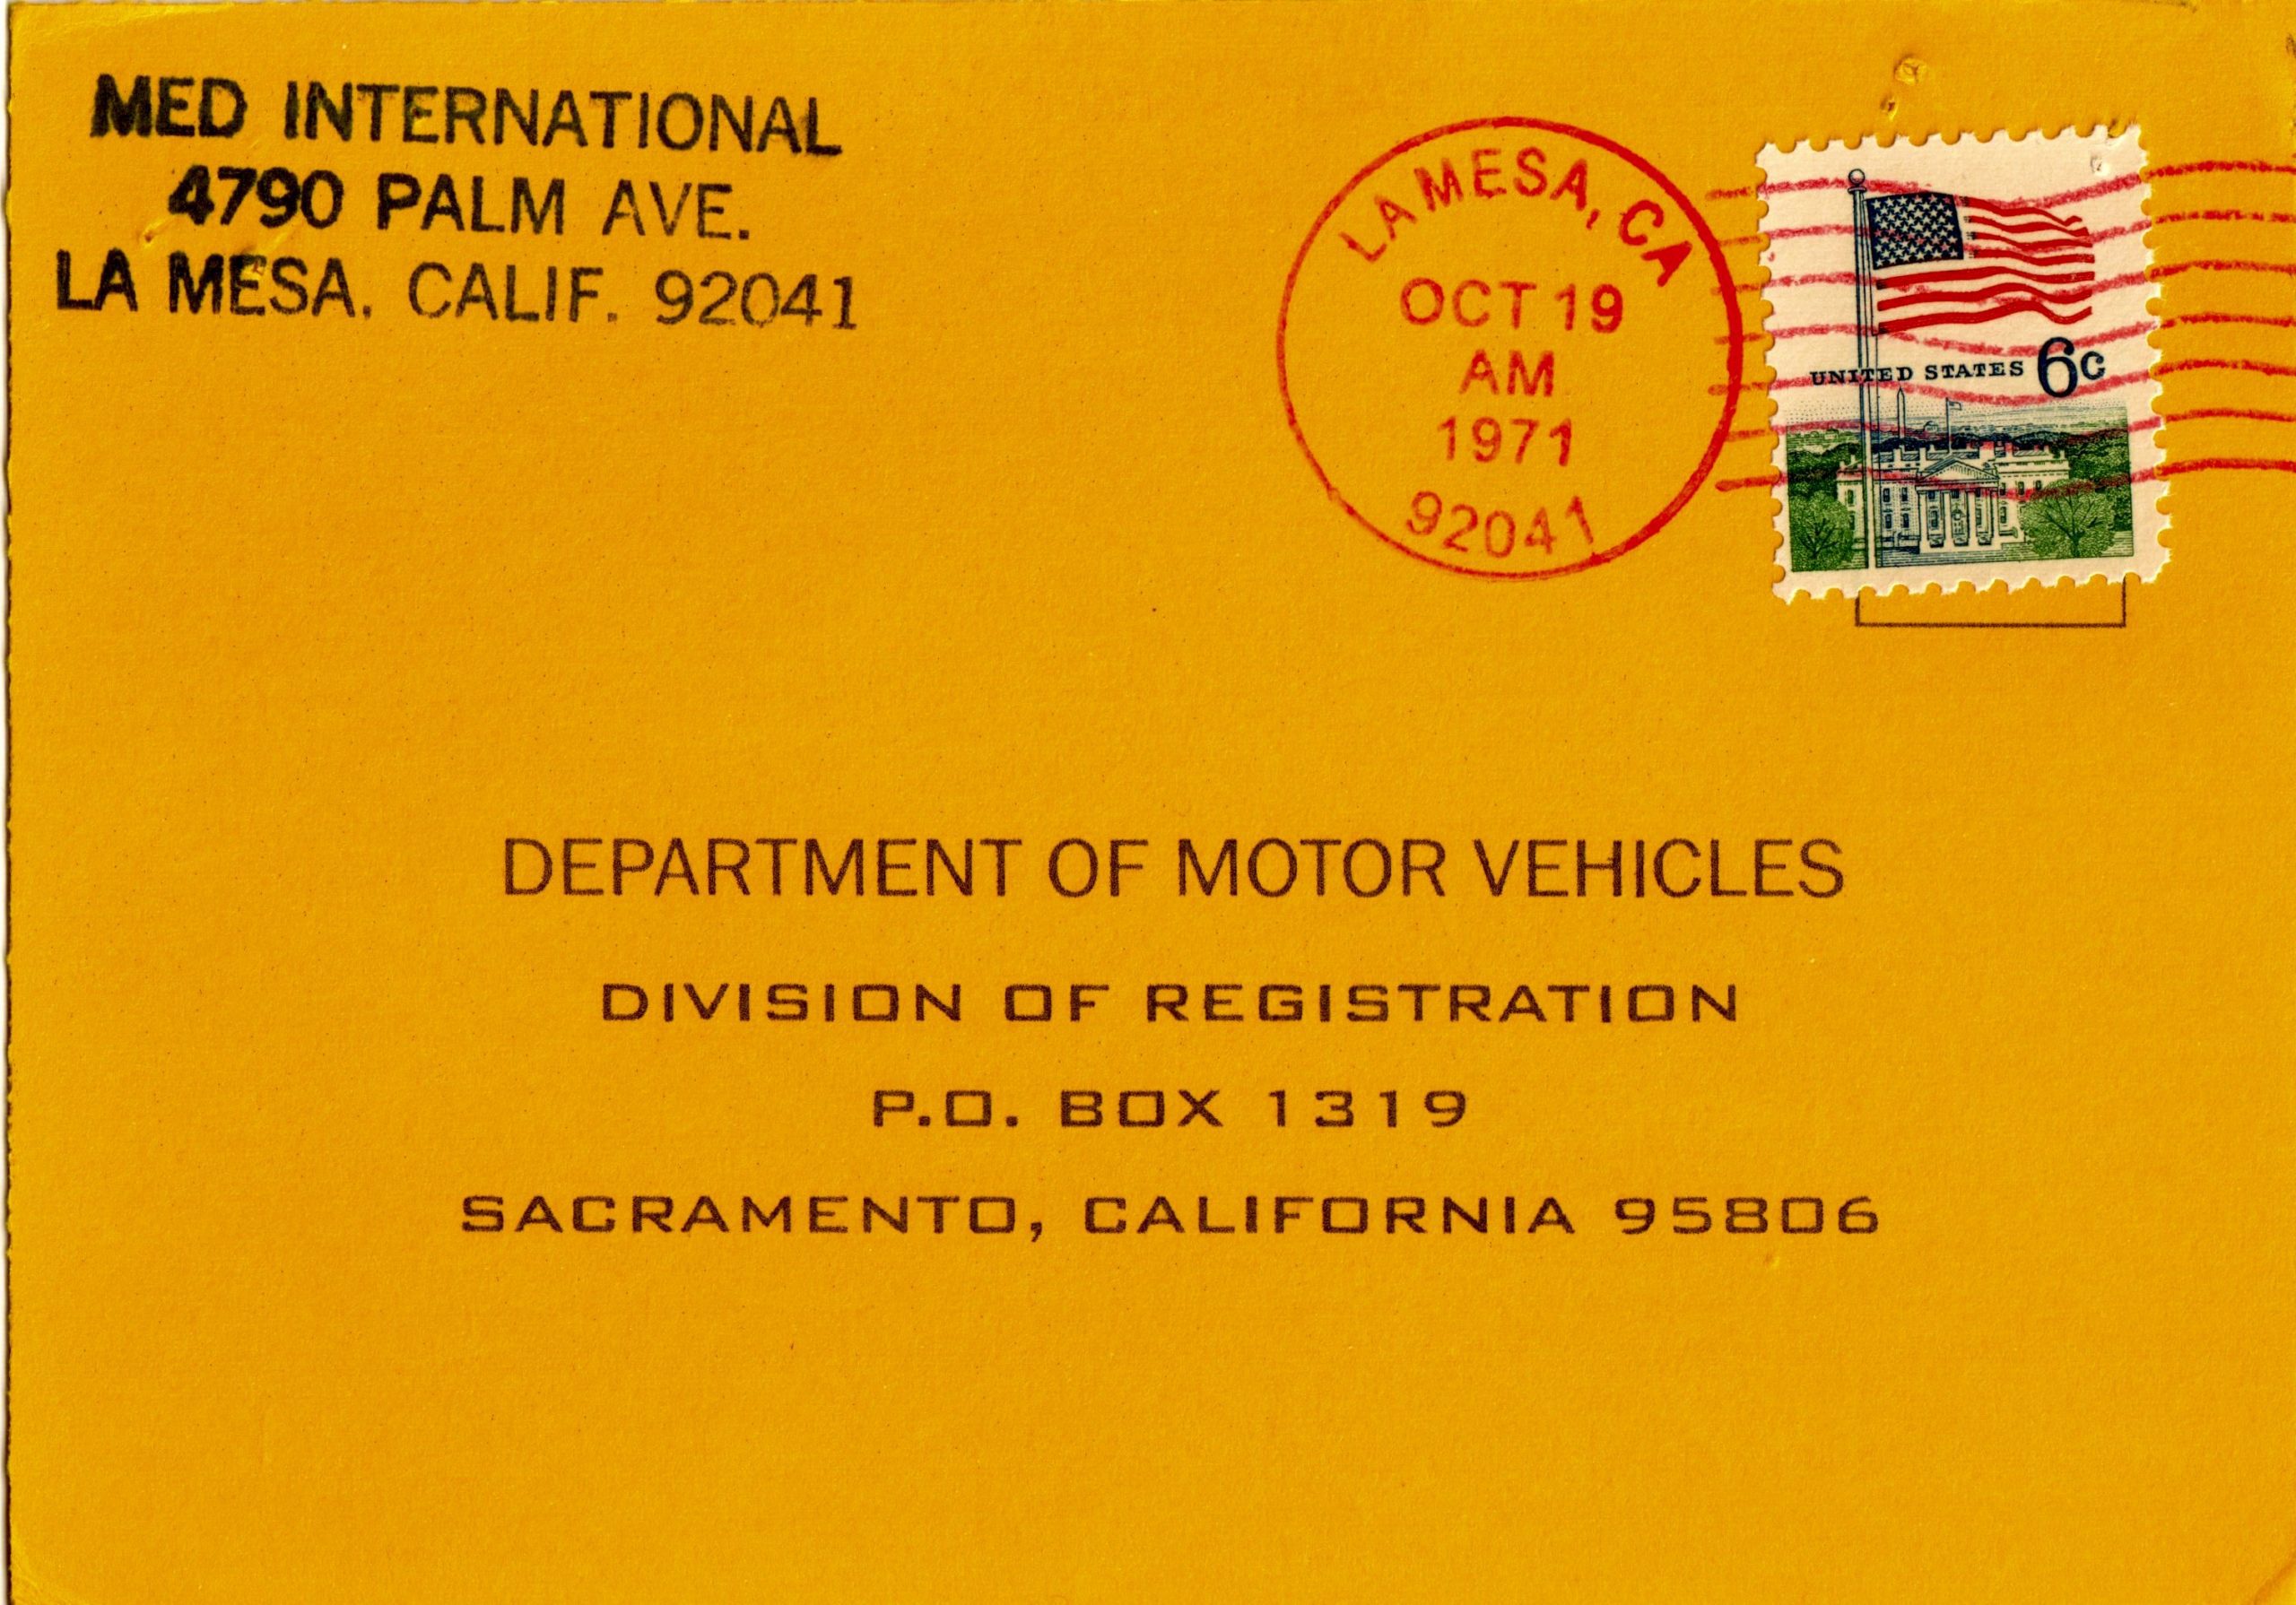 MED INTERNATIONAL
4790 PALM AVE.
LA MESA, CALIF. 92041
LA MESA, CA
OCT 19
AM
1971
92041
UNITED STATES 6c
DEPARTMENT OF MOTOR VEHICLES
DIVISION OF REGISTRATION
P.O. BOX 1319
SACRAMENTO, CALIFORNIA 95806